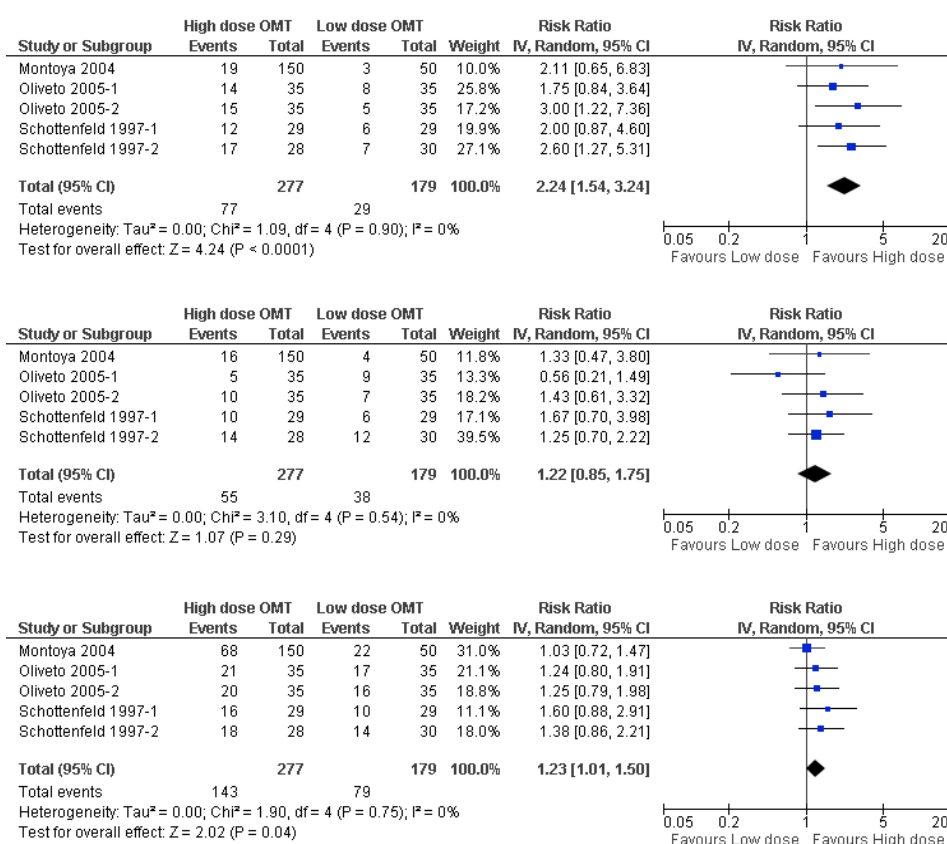 High dose OMT Low dose OMT Risk Ratio Risk Ratio
Study or Subgroup Events Total Events Total Weight IV, Random, 95% CI IV, Random, 95% CI
Montoya 2004 19 150 3 50 10.0% 2.11 [0.65, 6.83]
Oliveto 2005-1 14 35 8 35 25.8% 1.75 [0.84, 3.64]
Oliveto 2005-2 15 35 5 35 17.2% 3.00 [1.22, 7.36]
Schottenfeld 1997-1 12 29 6 29 19.9% 2.00 [0.87, 4.60]
Schottenfeld 1997-2 17 28 7 30 27.1% 2.60 [1.27, 5.31]
Total (95% CI) 277 179 100.0% 2.24 [1.54, 3.24]
Total events 77 29
Heterogeneity: Tau² = 0.00; Chi² = 1.09, df = 4 (P = 0.90); I² = 0%
Test for overall effect: Z = 4.24 (P < 0.0001)
0.05 0.2 1 5 20
Favours Low dose Favours High dose
High dose OMT Low dose OMT Risk Ratio Risk Ratio
Study or Subgroup Events Total Events Total Weight IV, Random, 95% CI IV, Random, 95% CI
Montoya 2004 16 150 4 50 11.8% 1.33 [0.47, 3.80]
Oliveto 2005-1 5 35 9 35 13.3% 0.56 [0.21, 1.49]
Oliveto 2005-2 10 35 7 35 18.2% 1.43 [0.61, 3.32]
Schottenfeld 1997-1 10 29 6 29 17.1% 1.67 [0.70, 3.98]
Schottenfeld 1997-2 14 28 12 30 39.5% 1.25 [0.70, 2.22]
Total (95% CI) 277 179 100.0% 1.22 [0.85, 1.75]
Total events 55 38
Heterogeneity: Tau² = 0.00; Chi² = 3.10, df = 4 (P = 0.54); I² = 0%
Test for overall effect: Z = 1.07 (P = 0.29)
0.05 0.2 1 5 20
Favours Low dose Favours High dose
High dose OMT Low dose OMT Risk Ratio Risk Ratio
Study or Subgroup Events Total Events Total Weight IV, Random, 95% CI IV, Random, 95% CI
Montoya 2004 68 150 22 50 31.0% 1.03 [0.72, 1.47]
Oliveto 2005-1 21 35 17 35 21.1% 1.24 [0.80, 1.91]
Oliveto 2005-2 20 35 16 35 18.8% 1.25 [0.79, 1.98]
Schottenfeld 1997-1 16 29 10 29 11.1% 1.60 [0.88, 2.91]
Schottenfeld 1997-2 18 28 14 30 18.0% 1.38 [0.86, 2.21]
Total (95% CI) 277 179 100.0% 1.23 [1.01, 1.50]
Total events 143 79
Heterogeneity: Tau² = 0.00; Chi² = 1.90, df = 4 (P = 0.75); I² = 0%
Test for overall effect: Z = 2.02 (P = 0.04)
0.05 0.2 1 5 20
Favours Low dose Favours High dose